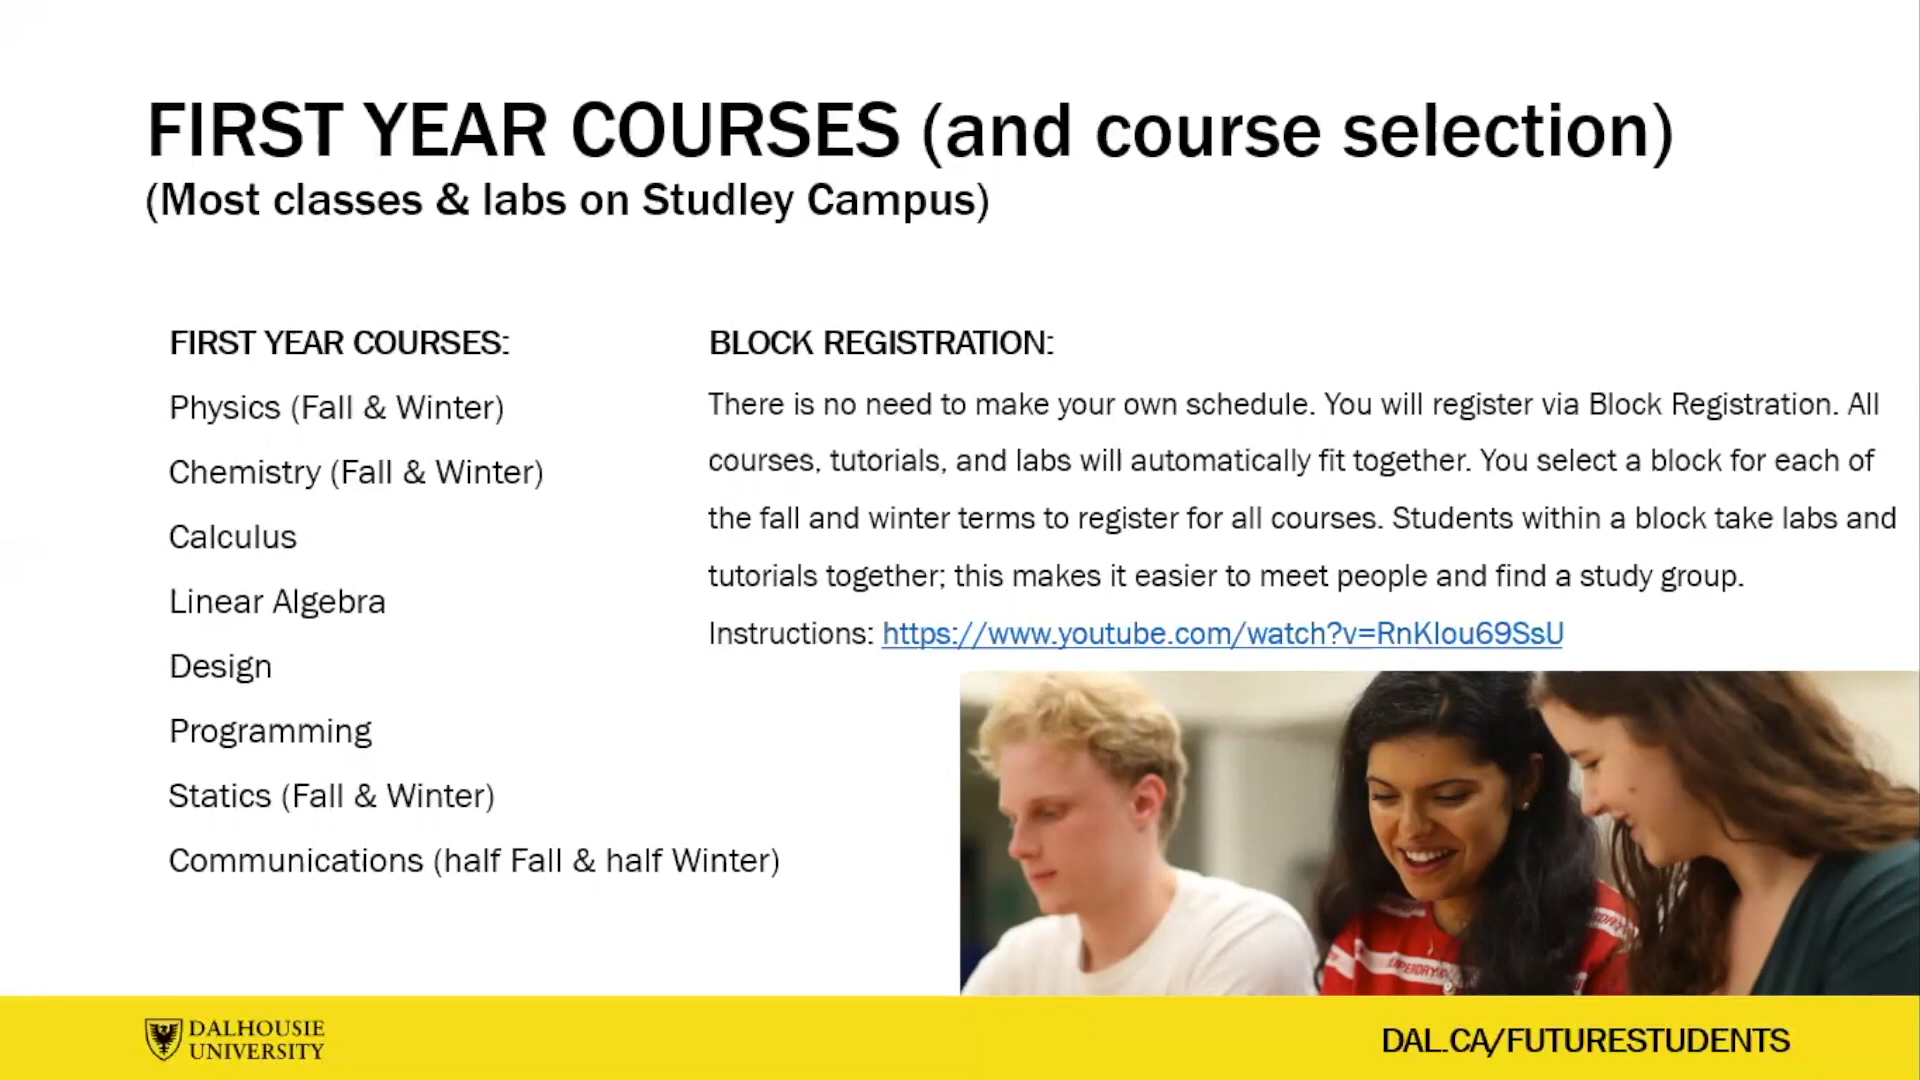 FIRST YEAR COURSES (and course selection)
(Most classes & labs on Studley Campus)
FIRST YEAR COURSES:
Physics (Fall & Winter)
Chemistry (Fall & Winter)
Calculus
Linear Algebra
Design
Programming
Statics (Fall & Winter)
Communications (half Fall & half Winter)
BLOCK REGISTRATION:
There is no need to make your own schedule. You will register via Block Registration. All
courses, tutorials, and labs will automatically fit together. You select a block for each of
the fall and winter terms to register for all courses. Students within a block take labs and
tutorials together; this makes it easier to meet people and find a study group.
Instructions: https://www.youtube.com/watch?v=RnKIou69SsU
DALHOUSIE
UNIVERSITY
DAL.CA/FUTURESTUDENTS